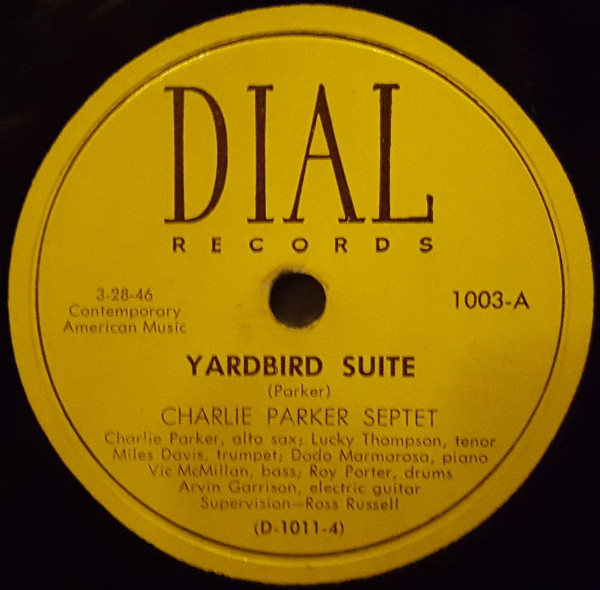 DIAL
RECORDS
3-28-46
Contemporary
American Music
1003-A
YARDBIRD SUITE
(Parker)
CHARLIE PARKER SEPTET
Charlie Parker, alto sax; Lucky Thompson, tenor
Miles Davis, trumpet; Dodo Marmarosa, piano
Vic McMillan, bass; Roy Porter, drums
Arvin Garrison, electric guitar
Supervision—Ross Russell
(D-1011-4)